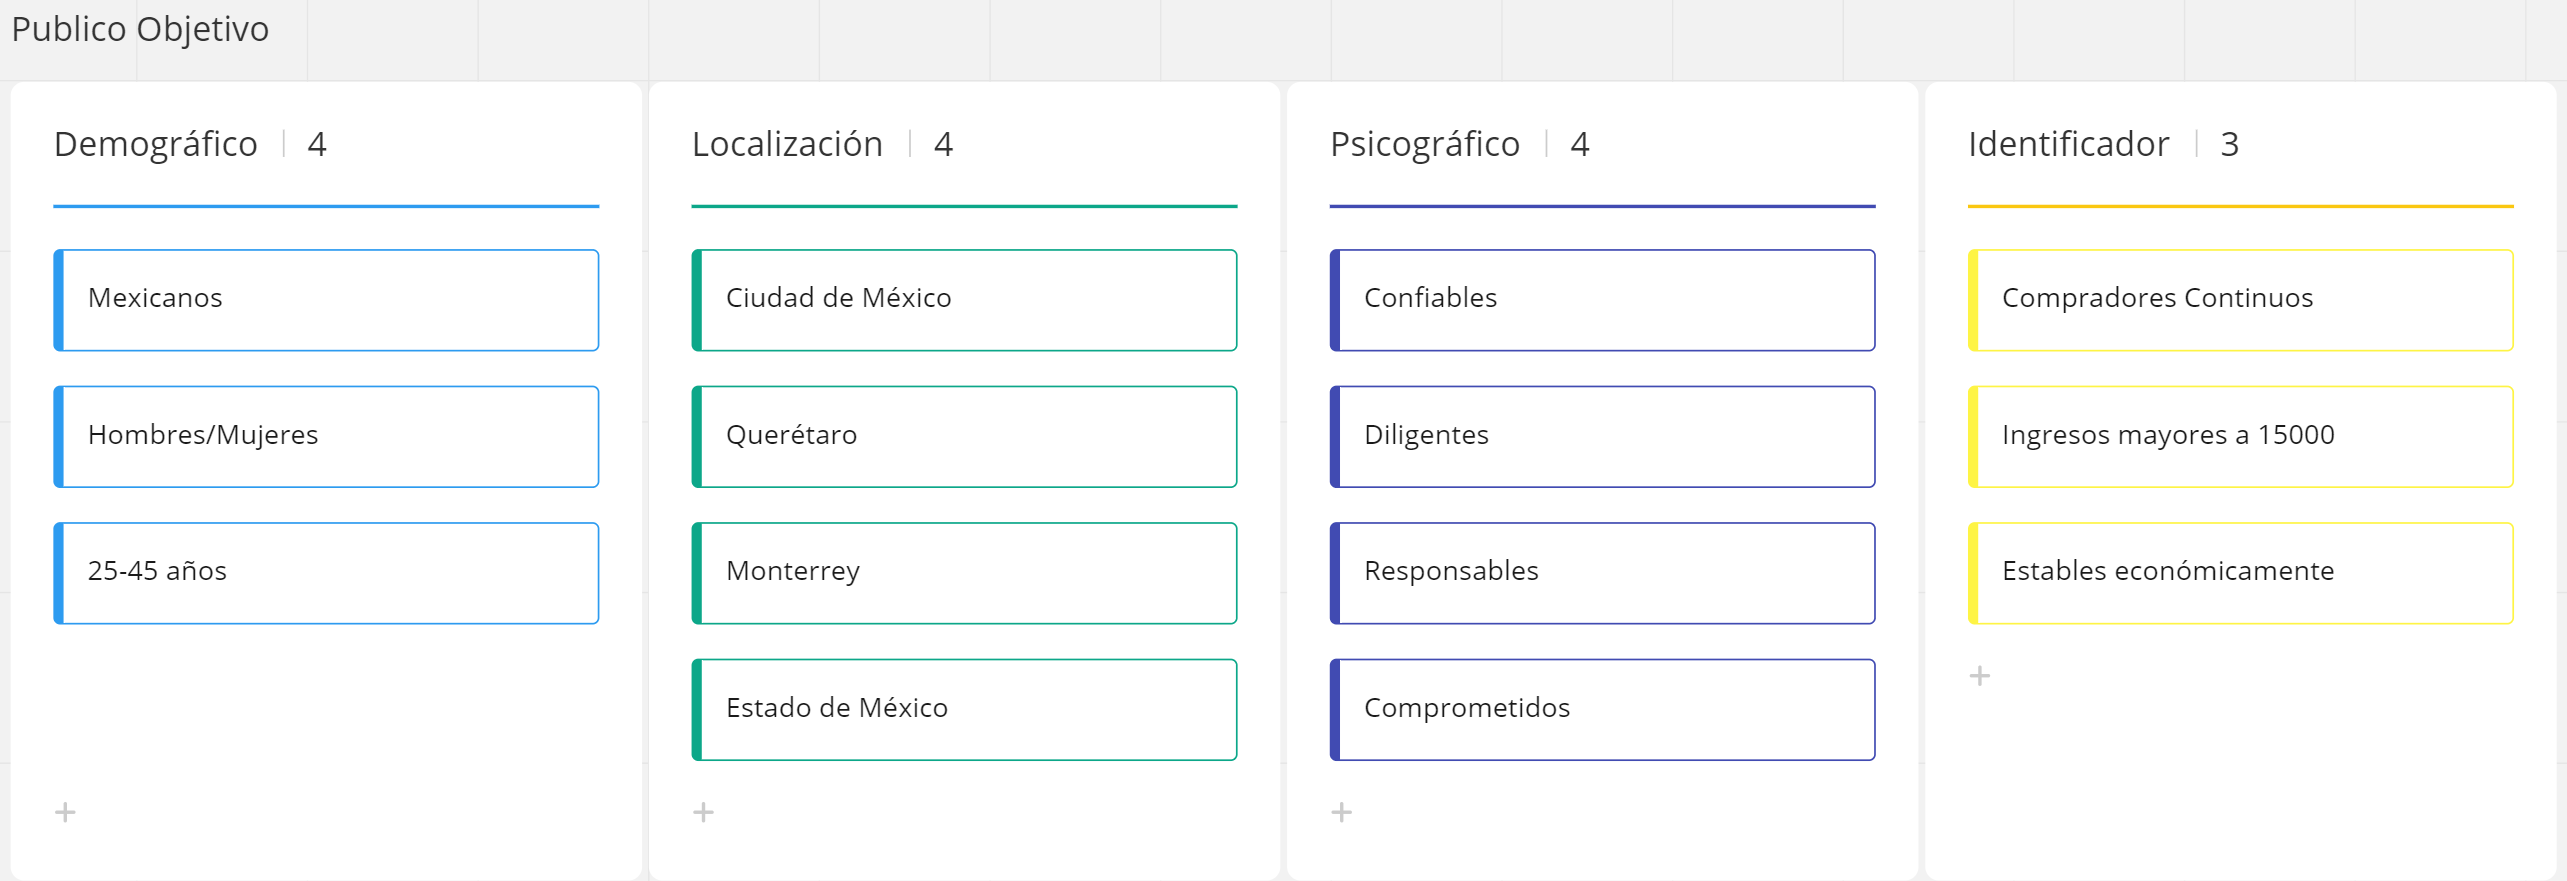 Publico Objetivo
Demográfico | 4
Mexicanos
Hombres/Mujeres
25-45 años
Localización | 4
Ciudad de México
Querétaro
Monterrey
Estado de México
Psicográfico | 4
Confiables
Diligentes
Responsables
Comprometidos
Identificador | 3
Compradores Continuos
Ingresos mayores a 15000
Estables económicamente